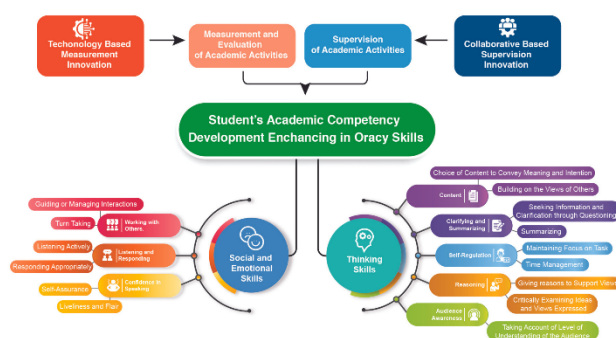 Techonology Based
Measurement
Innovation
Measurement and
Evaluation
of Academic Activities
Supervision
of Academic Activities
Collaborative Based
Supervision
Innovation
Student's Academic Competency
Development Enchancing in Oracy Skills
Guiding or Managing Interactions
Turn Taking
Working with
Others.
Listening Actively
Responding Appropriately
Listening and
Responding
Self-Assurance
Liveliness and Flair
Confidence in
Speaking
Social and
Emotional
Skills
Thinking
Skills
Choice of Content to Convey Meaning and Intention
Content
Building on the Views of Others
Seeking Information and
Clarification through Questioning
Clarifying and
Summarizing
Summarizing
Maintaining Focus on Task
Self-Regulation
Time Management
Giving reasons to Support Views
Reasoning
Critically Examining Ideas
and Views Expressed
Audience
Awareness
Taking Account of Level of
Understanding of the Audience